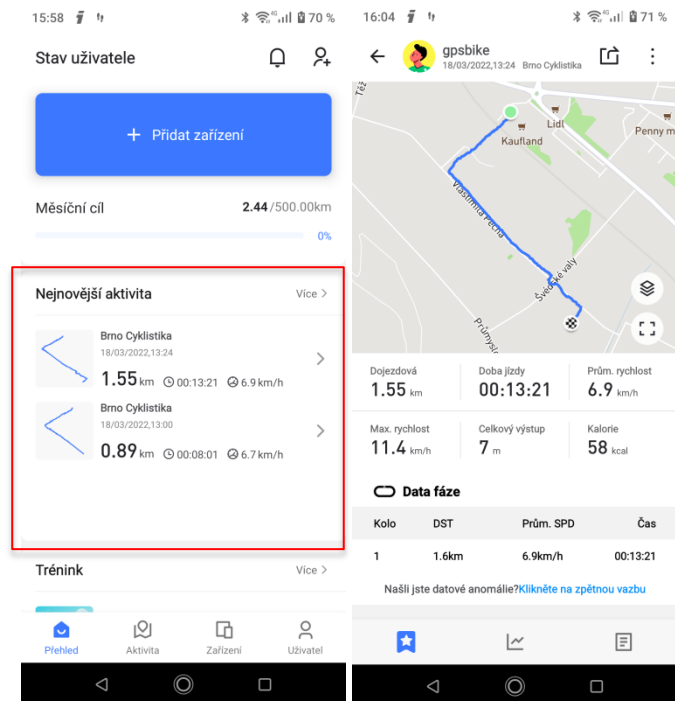 15:58
70 %
Stav uživatele
+ Přidat zařízení
Měsíční cíl 2.44/500.00km
0%
Nejnovější aktivita Více >
Brno Cyklistika
18/03/2022,13:24
1.55 km 00:13:21 6.9 km/h
Brno Cyklistika
18/03/2022,13:00
0.89 km 00:08:01 6.7 km/h
Trénink Více >
Přehled Aktivita Zařízení Uživatel
16:04
4G 71 %
gpsbike
18/03/2022,13:24 Brno Cyklistika
Lidl
Kaufland
Penny m
Vlastimila Pecha
Švédské valy
Dojezdová Doba jízdy Prům. rychlost
1.55 km 00:13:21 6.9 km/h
Max. rychlost Celkový výstup Kalorie
11.4 km/h 7 m 58 kcal
Data fáze
Kolo DST Prům. SPD Čas
1 1.6km 6.9km/h 00:13:21
Našli jste datové anomálie?Klikněte na zpětnou vazbu